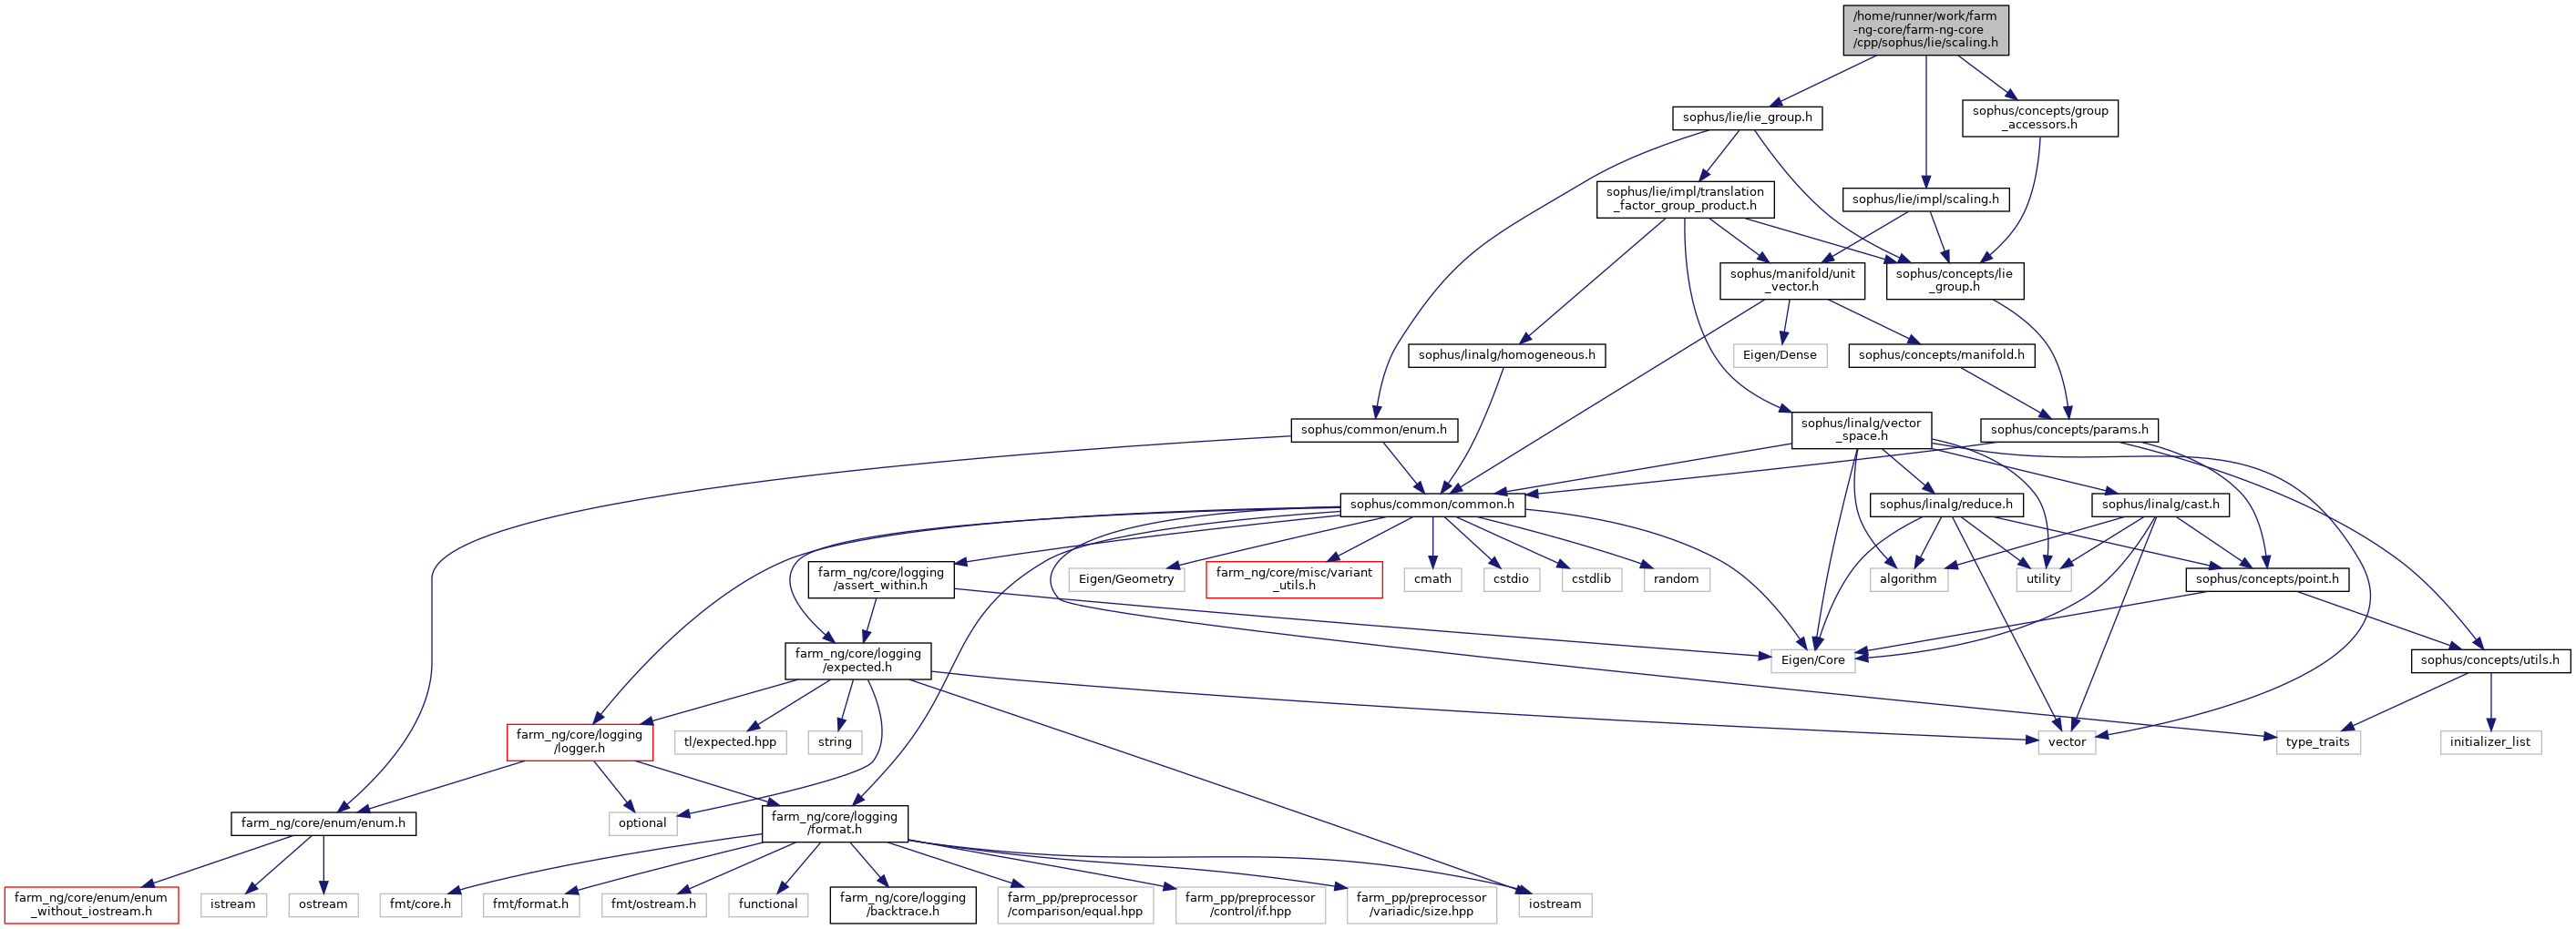 /home/runner/work/farm
-ng-core/farm-ng-core
/cpp/sophus/lie/scaling.h
sophus/lie/lie_group.h
sophus/concepts/group
_accessors.h
sophus/lie/impl/translation
_factor_group_product.h
sophus/lie/impl/scaling.h
sophus/manifold/unit
_vector.h
sophus/concepts/lie
_group.h
sophus/linalg/homogeneous.h
Eigen/Dense
sophus/concepts/manifold.h
sophus/common/enum.h
sophus/linalg/vector
_space.h
sophus/concepts/params.h
sophus/common/common.h
sophus/linalg/reduce.h
sophus/linalg/cast.h
farm_ng/core/logging
/assert_within.h
Eigen/Geometry
farm_ng/core/misc/variant
_utils.h
cmath
cstdio
cstdlib
random
algorithm
utility
sophus/concepts/point.h
farm_ng/core/logging
/expected.h
Eigen/Core
sophus/concepts/utils.h
farm_ng/core/logging
/logger.h
tl/expected.hpp
string
vector
type_traits
initializer_list
farm_ng/core/enum/enum.h
optional
farm_ng/core/logging
/format.h
farm_ng/core/enum/enum
_without_iostream.h
istream
ostream
fmt/core.h
fmt/format.h
fmt/ostream.h
functional
farm_ng/core/logging
/backtrace.h
farm_pp/preprocessor
/comparison/equal.hpp
farm_pp/preprocessor
/control/if.hpp
farm_pp/preprocessor
/variadic/size.hpp
iostream